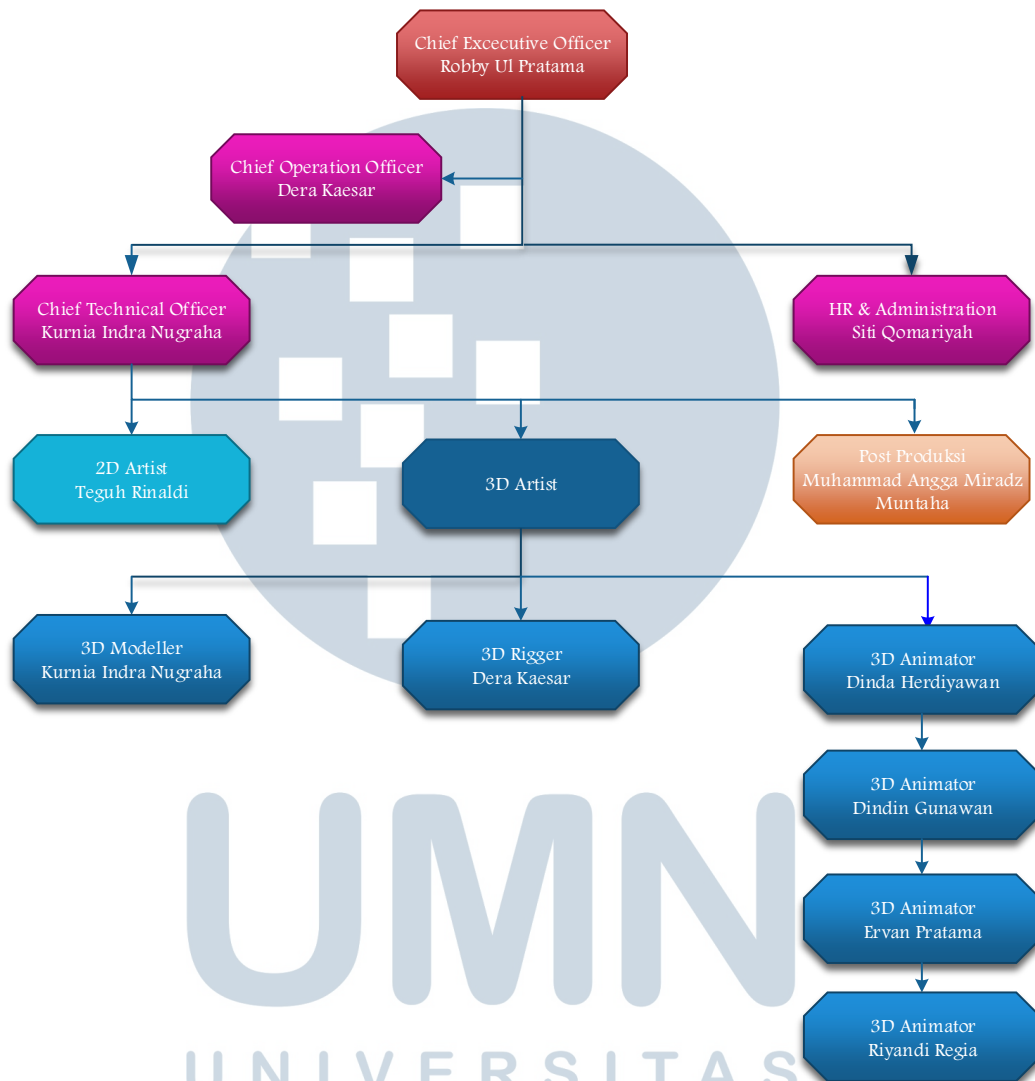 Chief Excecutive Officer
Robby Ul Pratama
Chief Operation Officer
Dera Kaesar
Chief Technical Officer
Kurnia Indra Nugraha
HR & Administration
Siti Qomariyah
2D Artist
Teguh Rinaldi
3D Artist
Post Produksi
Muhammad Angga Miradz
Muntaha
3D Modeller
Kurnia Indra Nugraha
3D Rigger
Dera Kaesar
3D Animator
Dinda Herdiyawan
3D Animator
Dindin Gunawan
3D Animator
Ervan Pratama
3D Animator
Riyandi Regia
UMN
UNIVERSITAS